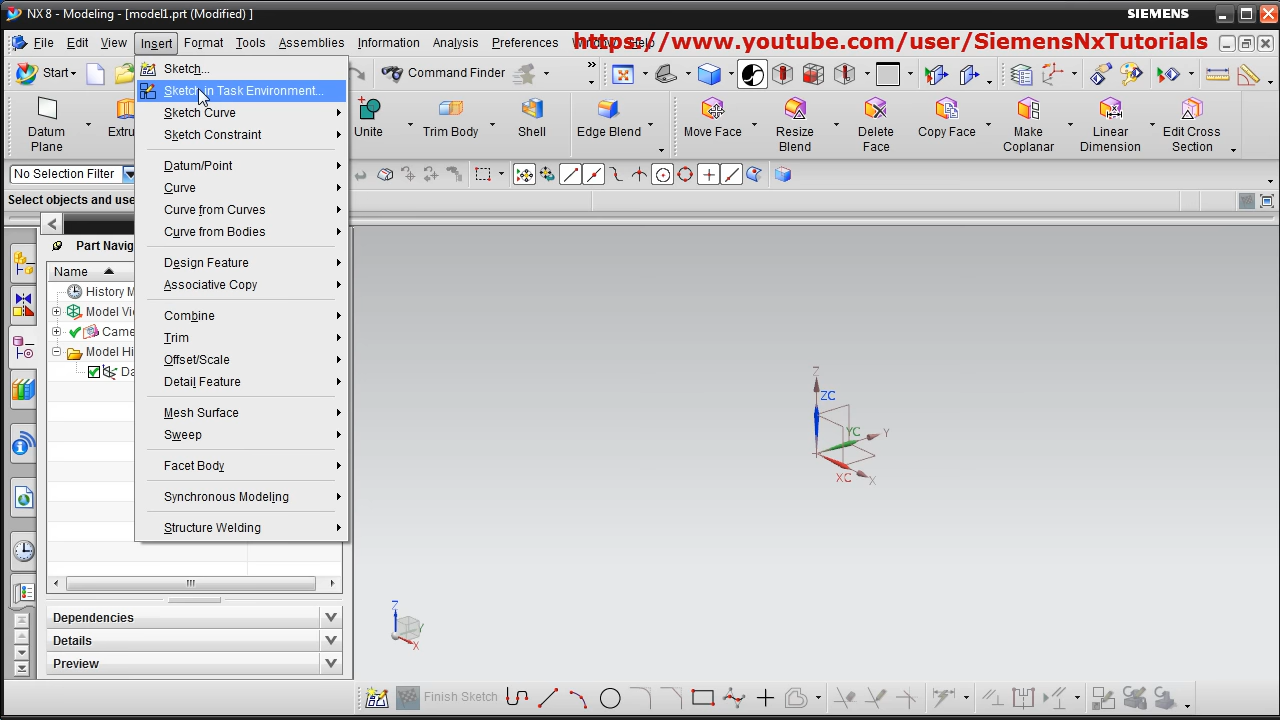 NX 8 - Modeling - [model1.prt (Modified) ]
SIEMENS
File Edit View Insert Format Tools Assemblies Information Analysis Preferences Window Help
https://www.youtube.com/user/SiemensNxTutorials
Start
Command Finder
Datum Plane
Unite
Trim Body
Shell
Edge Blend
Move Face
Resize Blend
Delete Face
Copy Face
Make Coplanar
Linear Dimension
Edit Cross Section
No Selection Filter
Select objects and use
Sketch...
Sketch in Task Environment...
Sketch Curve
Sketch Constraint
Datum/Point
Curve
Curve from Curves
Curve from Bodies
Design Feature
Associative Copy
Combine
Trim
Offset/Scale
Detail Feature
Mesh Surface
Sweep
Facet Body
Synchronous Modeling
Structure Welding
Part Navig
Name
History M
Model Vie
Came
Model Hi
Da
Dependencies
Details
Preview
Z
ZC
YC
Y
XC
X
Z
Y
X
Finish Sketch